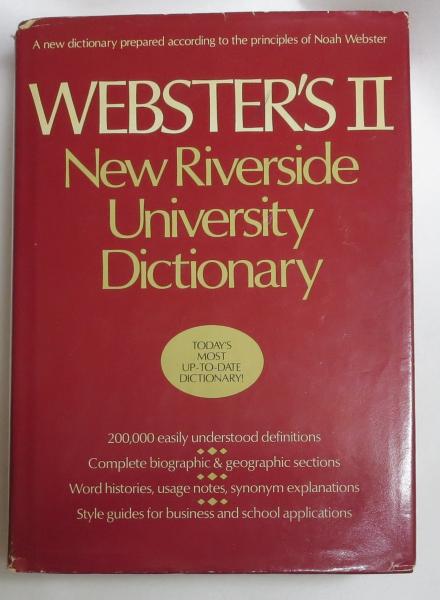 A new dictionary prepared according to the principles of Noah Webster
WEBSTER'S II
New Riverside
University
Dictionary
TODAY'S
MOST
UP-TO-DATE
DICTIONARY!
200,000 easily understood definitions
Complete biographic & geographic sections
Word histories, usage notes, synonym explanations
Style guides for business and school applications